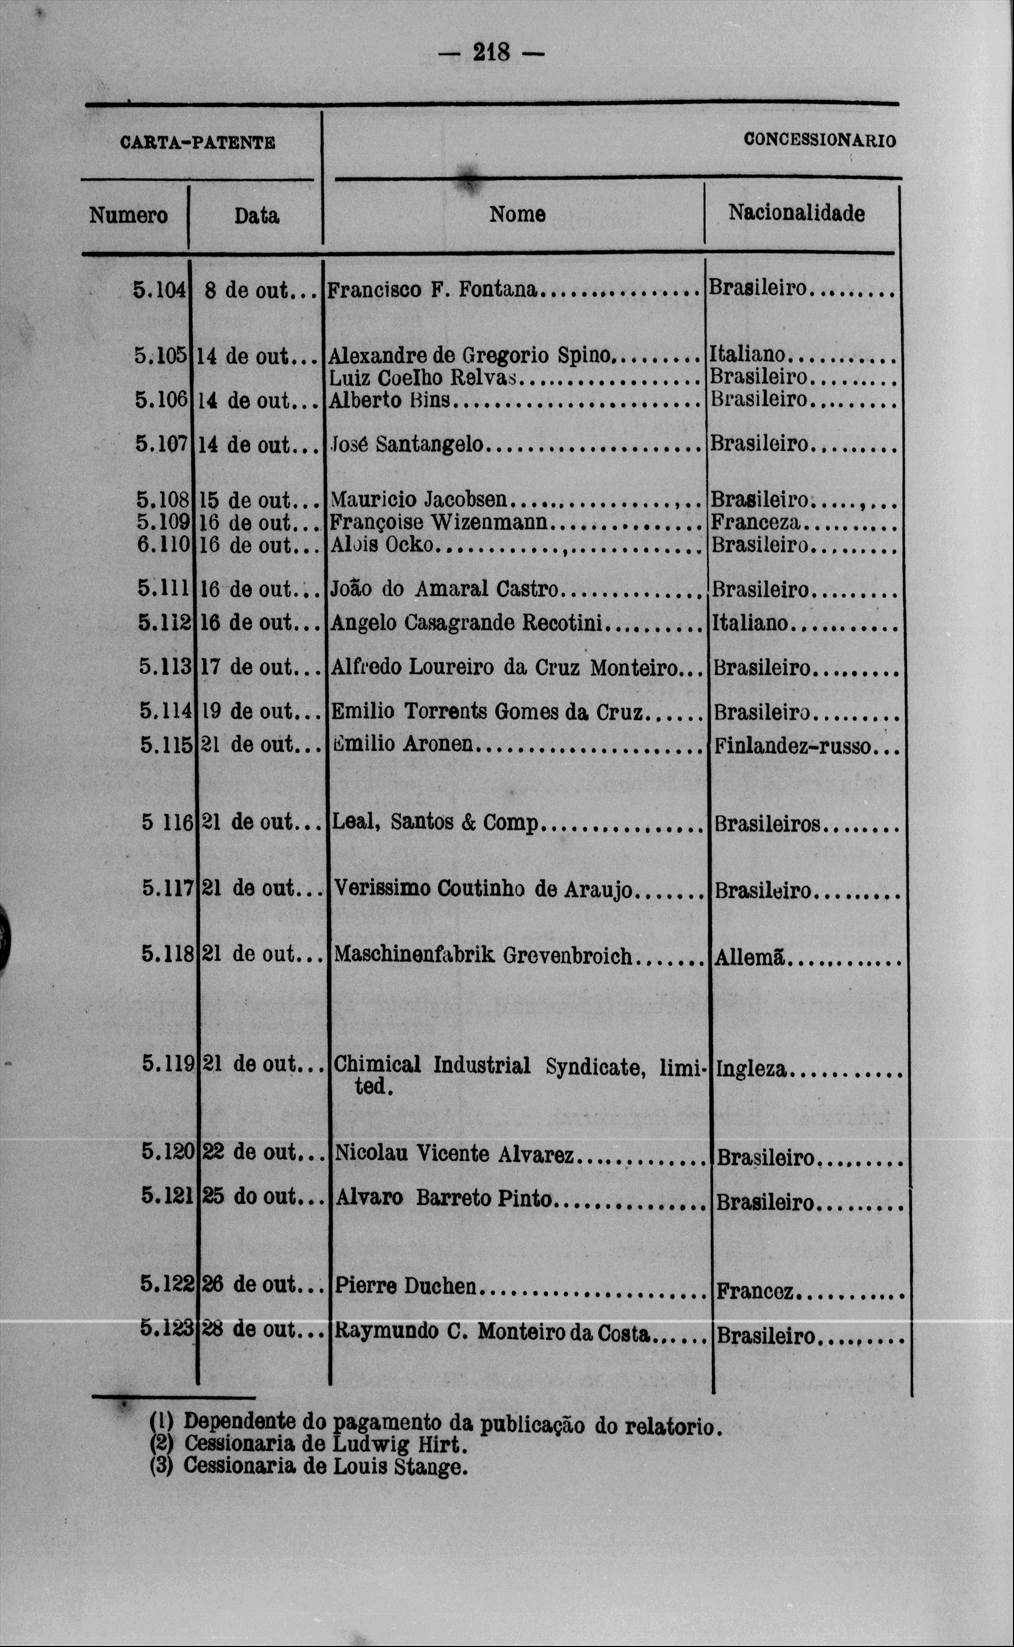 — 218 —
CARTA-PATENTE CONCESSIONARIO
Numero Data Nome Nacionalidade
5.104 8 de out... Francisco F. Fontana................ Brasileiro.........
5.105 14 de out... Alexandre de Gregorio Spino......... Italiano...........
Luiz Coelho Relvas.................. Brasileiro.........
5.106 14 de out... Alberto Bins........................ Brasileiro.........
5.107 14 de out... José Santangelo..................... Brasileiro.........
5.108 15 de out... Mauricio Jacobsen................... Brasileiro.........
5.109 16 de out... Françoise Wizenmann............... Franceza..........
6.110 16 de out... Alois Ocko.......................... Brasileiro.........
5.111 16 de out... João do Amaral Castro.............. Brasileiro.........
5.112 16 de out... Angelo Casagrande Recotini.......... Italiano...........
5.113 17 de out... Alfredo Loureiro da Cruz Monteiro... Brasileiro.........
5.114 19 de out... Emilio Torrents Gomes da Cruz...... Brasileiro.........
5.115 21 de out... Emilio Aronen...................... Finlandez-russo...
5 116 21 de out... Leal, Santos & Comp................ Brasileiros........
5.117 21 de out... Verissimo Coutinho de Araujo....... Brasileiro.........
5.118 21 de out... Maschinenfabrik Grevenbroich....... Allemã............
5.119 21 de out... Chimical Industrial Syndicate, limi- Ingleza...........
ted.
5.120 22 de out... Nicolau Vicente Alvarez............. Brasileiro.........
5.121 25 do out... Alvaro Barreto Pinto............... Brasileiro.........
5.122 26 de out... Pierre Duchen...................... Francez...........
5.123 28 de out... Raymundo C. Monteiro da Costa...... Brasileiro.........
(1) Dependente do pagamento da publicação do relatorio.
(2) Cessionaria de Ludwig Hirt.
(3) Cessionaria de Louis Stange.